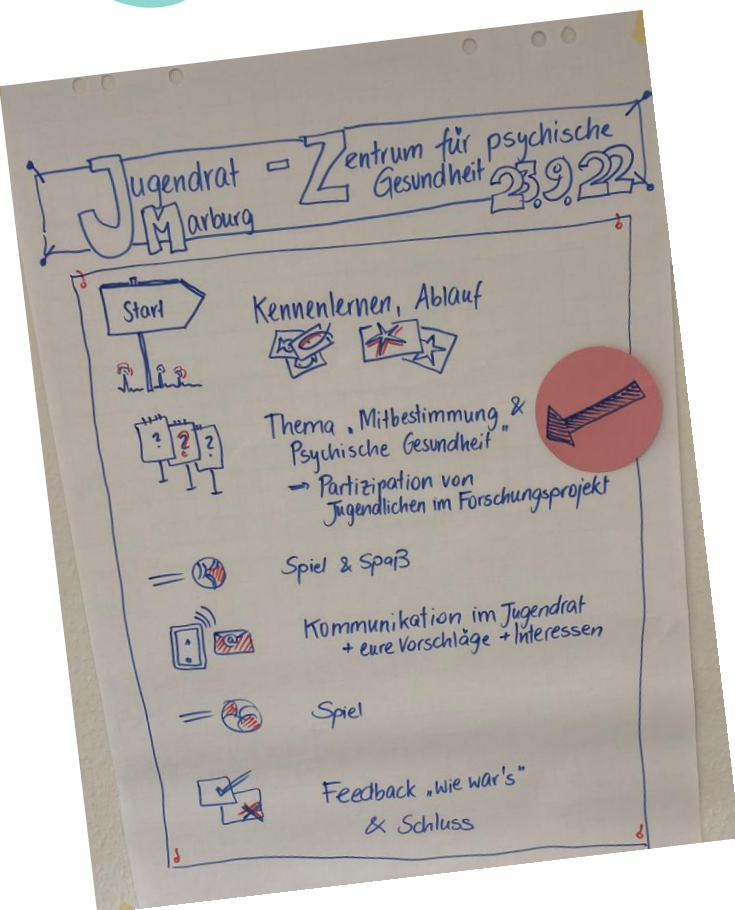 Jugendrat - Zentrum für psychische
Marburg Gesundheit 23.9.22
Start
Kennenlernen, Ablauf
? ? ?
Thema „Mitbestimmung &
Psychische Gesundheit"
→ Partizipation von
Jugendlichen im Forschungsprojekt
Spiel & Spaß
@
Kommunikation im Jugendrat
+ eure Vorschläge + Interessen
Spiel
Feedback „wie war's"
& Schluss